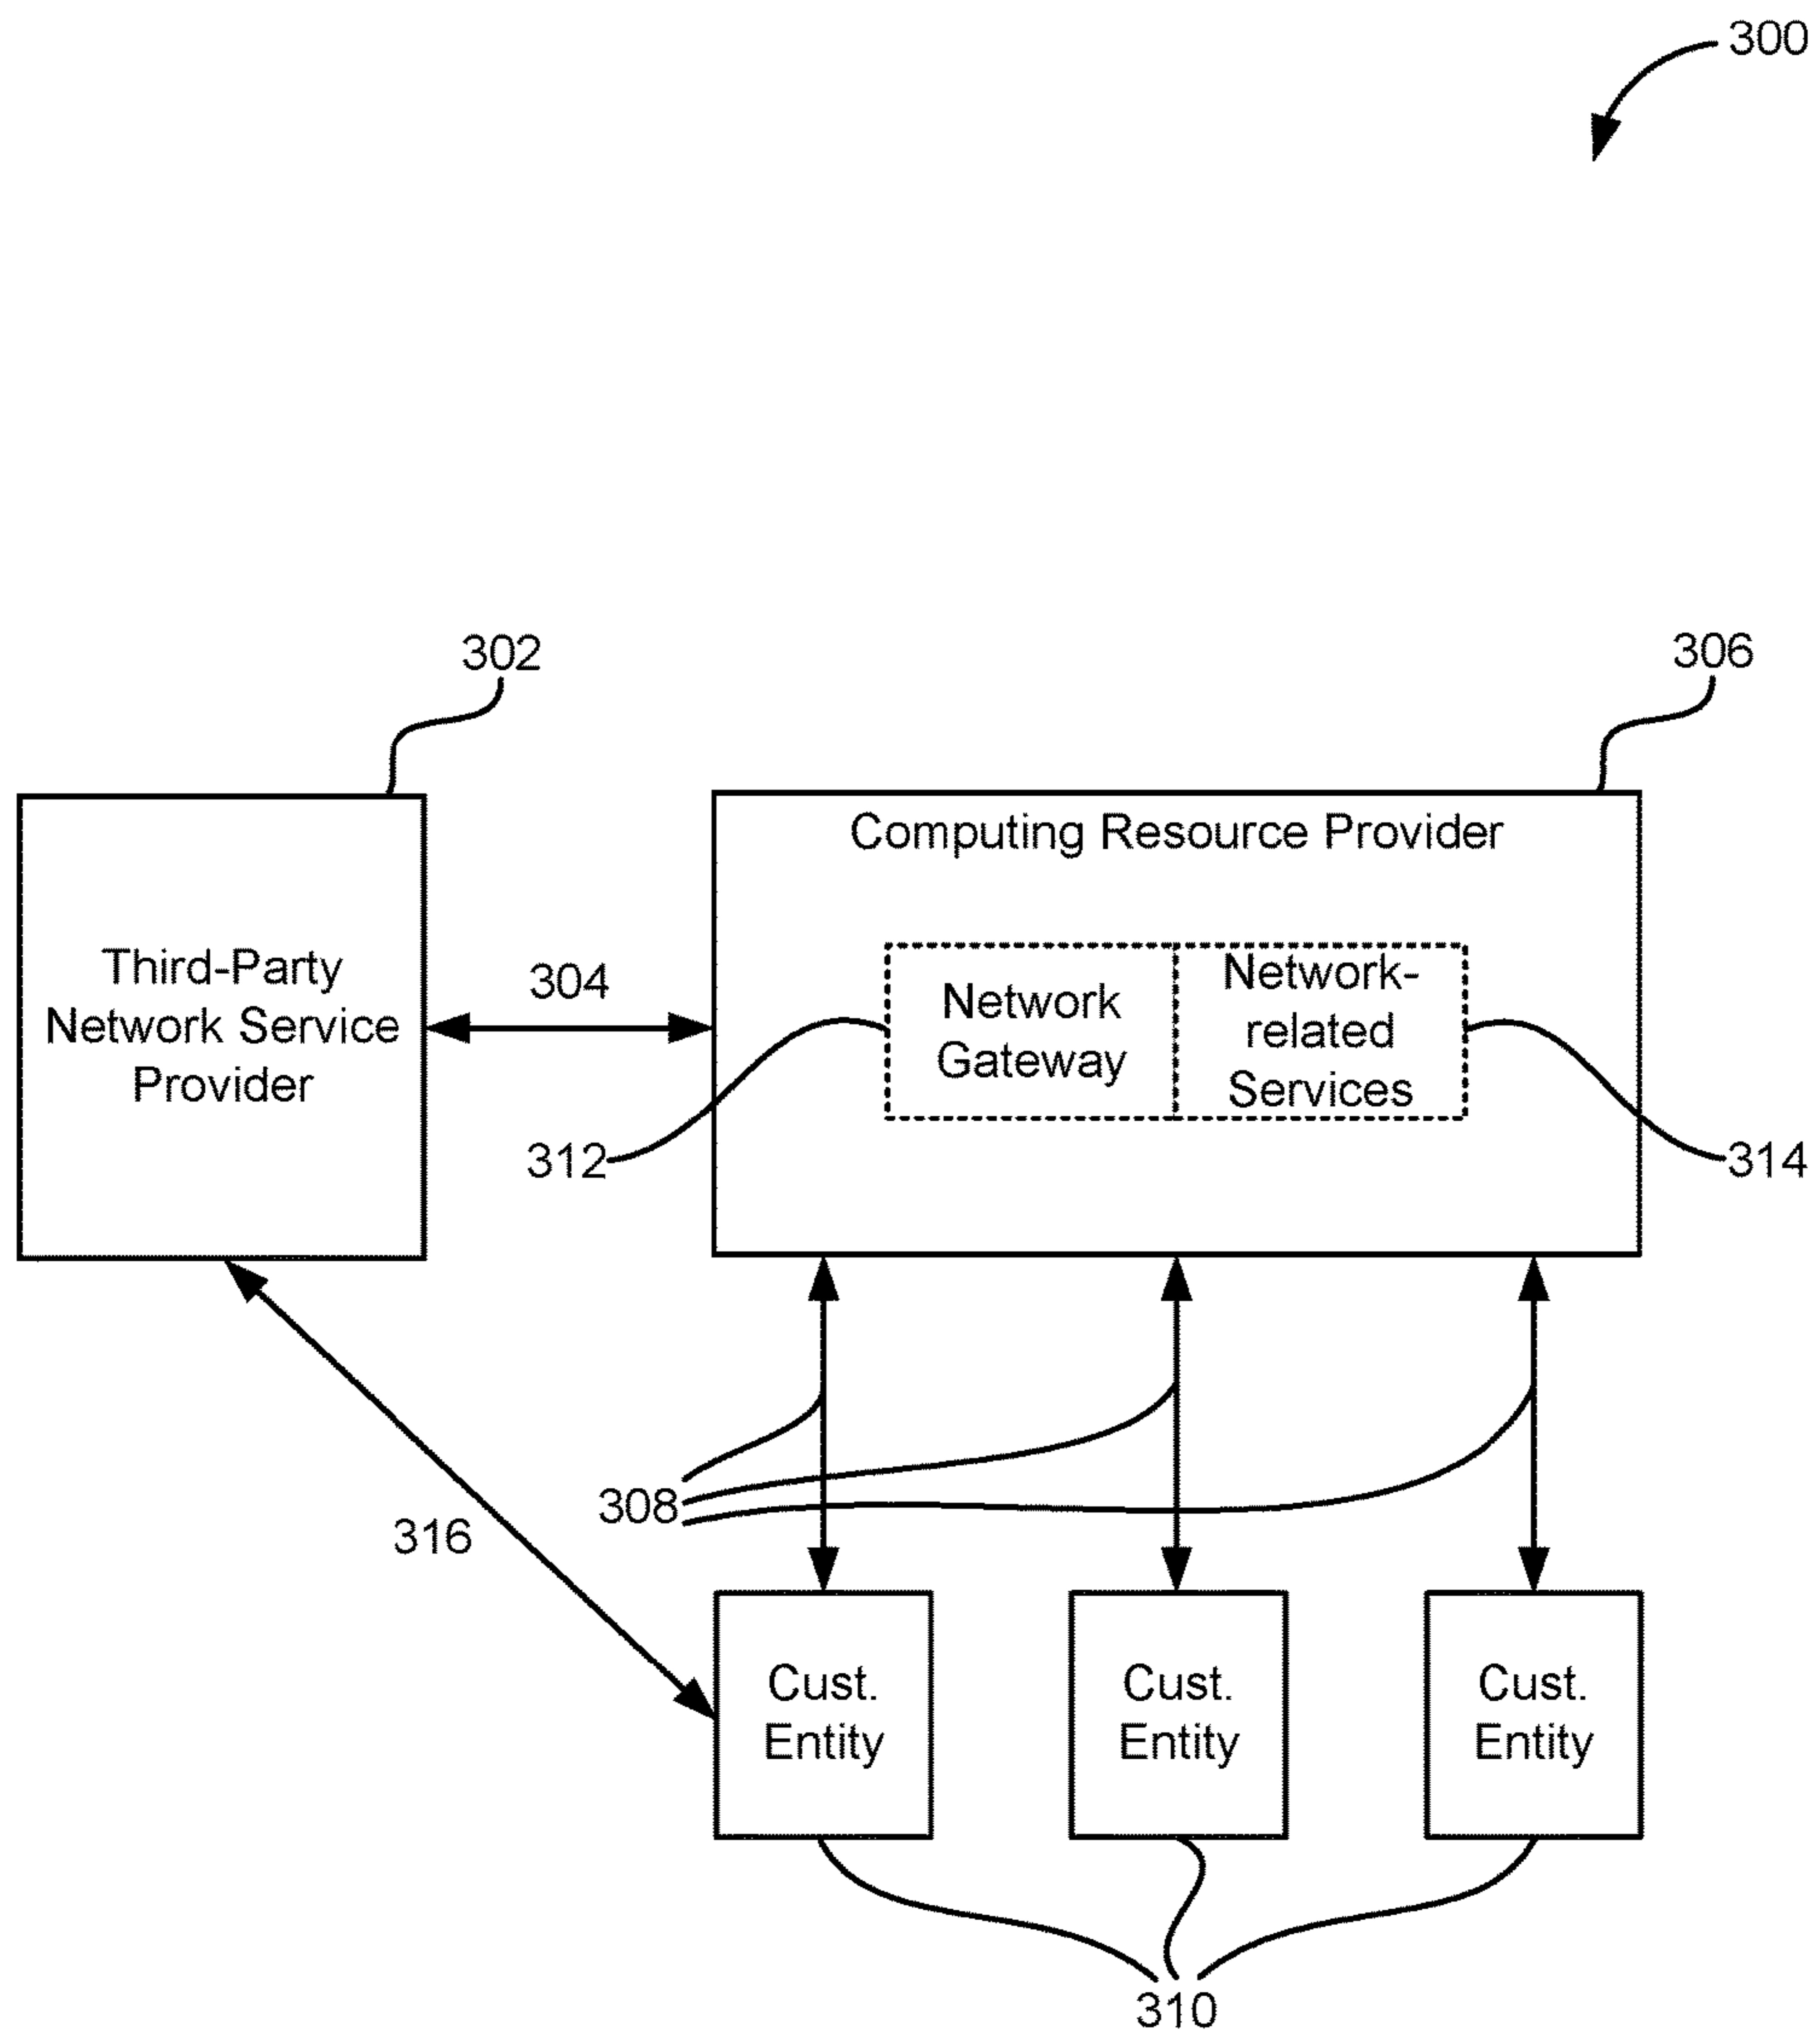 300
302
306
Computing Resource Provider
Third-Party
Network Service
Provider
304
Network
Gateway
Network-
related
Services
312
314
308
316
Cust.
Entity
Cust.
Entity
Cust.
Entity
310